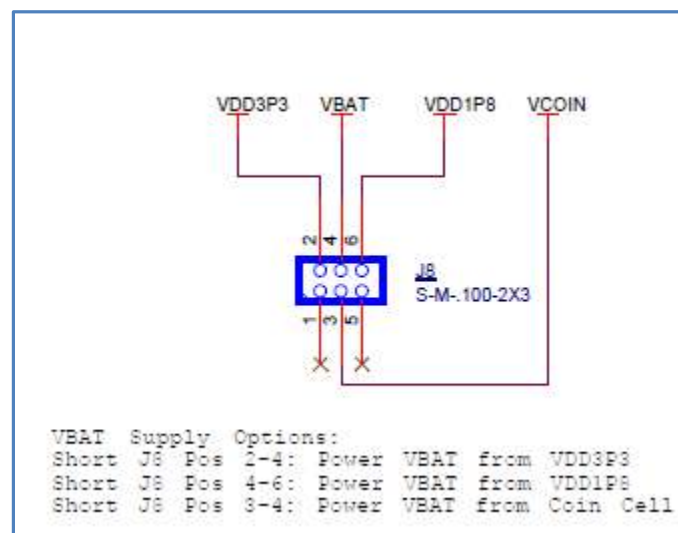 VDD3P3 VBAT VDD1P8 VCOIN
2 4 6
J8
S-M-.100-2X3
1 3 5
VBAT Supply Options:
Short J8 Pos 2-4: Power VBAT from VDD3P3
Short J8 Pos 4-6: Power VBAT from VDD1P8
Short J8 Pos 3-4: Power VBAT from Coin Cell